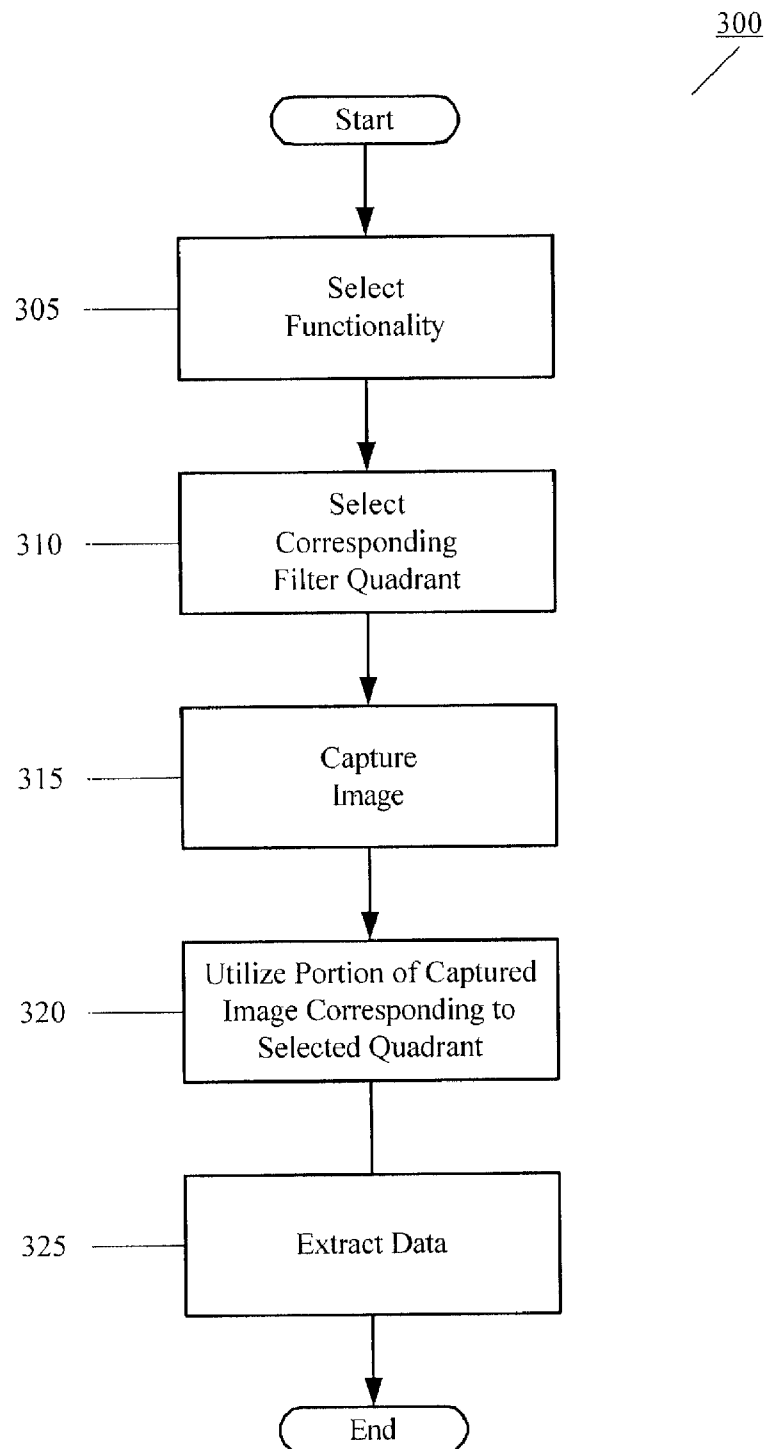 300
Start
305
Select
Functionality
310
Select
Corresponding
Filter Quadrant
315
Capture
Image
320
Utilize Portion of Captured
Image Corresponding to
Selected Quadrant
325
Extract Data
End